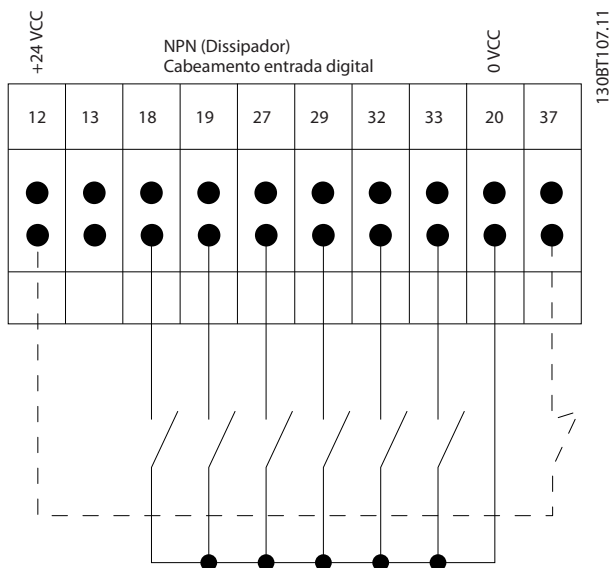 +24 VCC
NPN (Dissipador)
Cabeamento entrada digital
0 VCC
130BT107.11
12 13 18 19 27 29 32 33 20 37